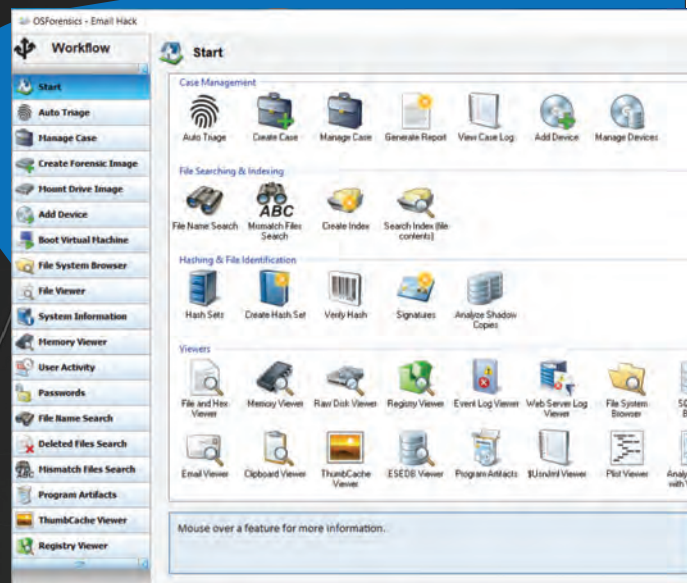 OSForensics - Email Hack
Workflow
Start
Auto Triage
Manage Case
Create Forensic Image
Mount Drive Image
Add Device
Boot Virtual Machine
File System Browser
File Viewer
System Information
Memory Viewer
User Activity
Passwords
File Name Search
Deleted Files Search
Mismatch Files Search
Program Artifacts
ThumbCache Viewer
Registry Viewer
Start
Case Management
Auto Triage Create Case Manage Case Generate Report View Case Log Add Device Manage Devices
File Searching & Indexing
ABC
File Name Search Mismatch Files Search Create Index Search Index (file contents)
Hashing & File Identification
Hash Sets Create Hash Set Verify Hash Signatures Analyze Shadow Copies
Viewers
File and Hex Viewer Memory Viewer Raw Disk Viewer Registry Viewer Event Log Viewer Web Server Log Viewer File System Browser
Email Viewer Clipboard Viewer ThumbCache Viewer ESEDB Viewer Program Artifacts $UsnJrnl Viewer Plist Viewer
Mouse over a feature for more information.